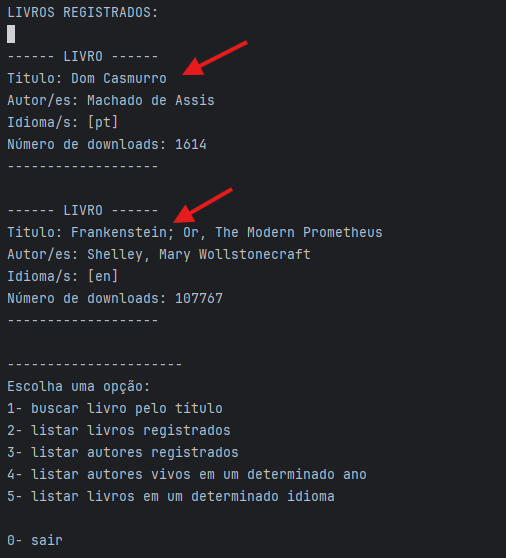 LIVROS REGISTRADOS:
------ LIVRO ------
Titulo: Dom Casmurro
Autor/es: Machado de Assis
Idioma/s: [pt]
Número de downloads: 1614
-------------------
------ LIVRO ------
Titulo: Frankenstein; Or, The Modern Prometheus
Autor/es: Shelley, Mary Wollstonecraft
Idioma/s: [en]
Número de downloads: 107767
-------------------
----------------------
Escolha uma opção:
1- buscar livro pelo titulo
2- listar livros registrados
3- listar autores registrados
4- listar autores vivos em um determinado ano
5- listar livros em um determinado idioma
0- sair